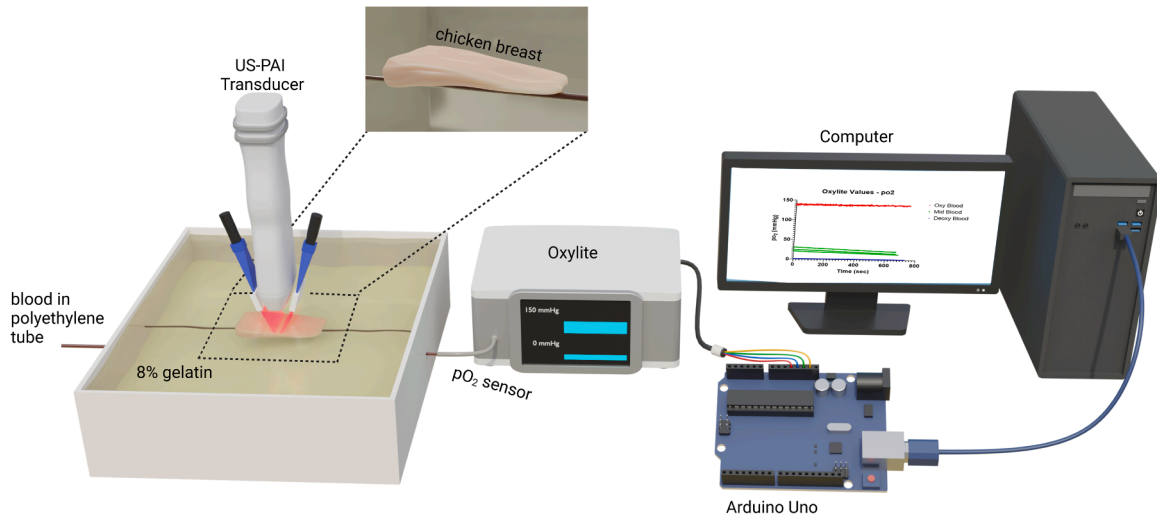 chicken breast
US-PAI
Transducer
Computer
Oxylite Values - po2
150
100
50
0
pO₂ [mmHg]
0
200
400
600
800
Time (sec)
- Oxy Blood
- Mid Blood
- Deoxy Blood
Oxylite
150 mmHg
0 mmHg
blood in
polyethylene
tube
8% gelatin
pO₂ sensor
Arduino Uno